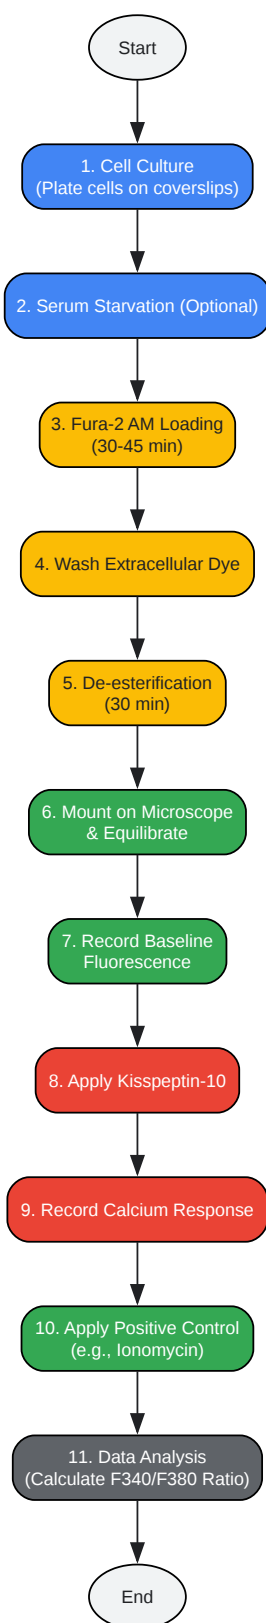 Start
1. Cell Culture
(Plate cells on coverslips)
2. Serum Starvation (Optional)
3. Fura-2 AM Loading
(30-45 min)
4. Wash Extracellular Dye
5. De-esterification
(30 min)
6. Mount on Microscope
& Equilibrate
7. Record Baseline
Fluorescence
8. Apply Kisspeptin-10
9. Record Calcium Response
10. Apply Positive Control
(e.g., Ionomycin)
11. Data Analysis
(Calculate F340/F380 Ratio)
End